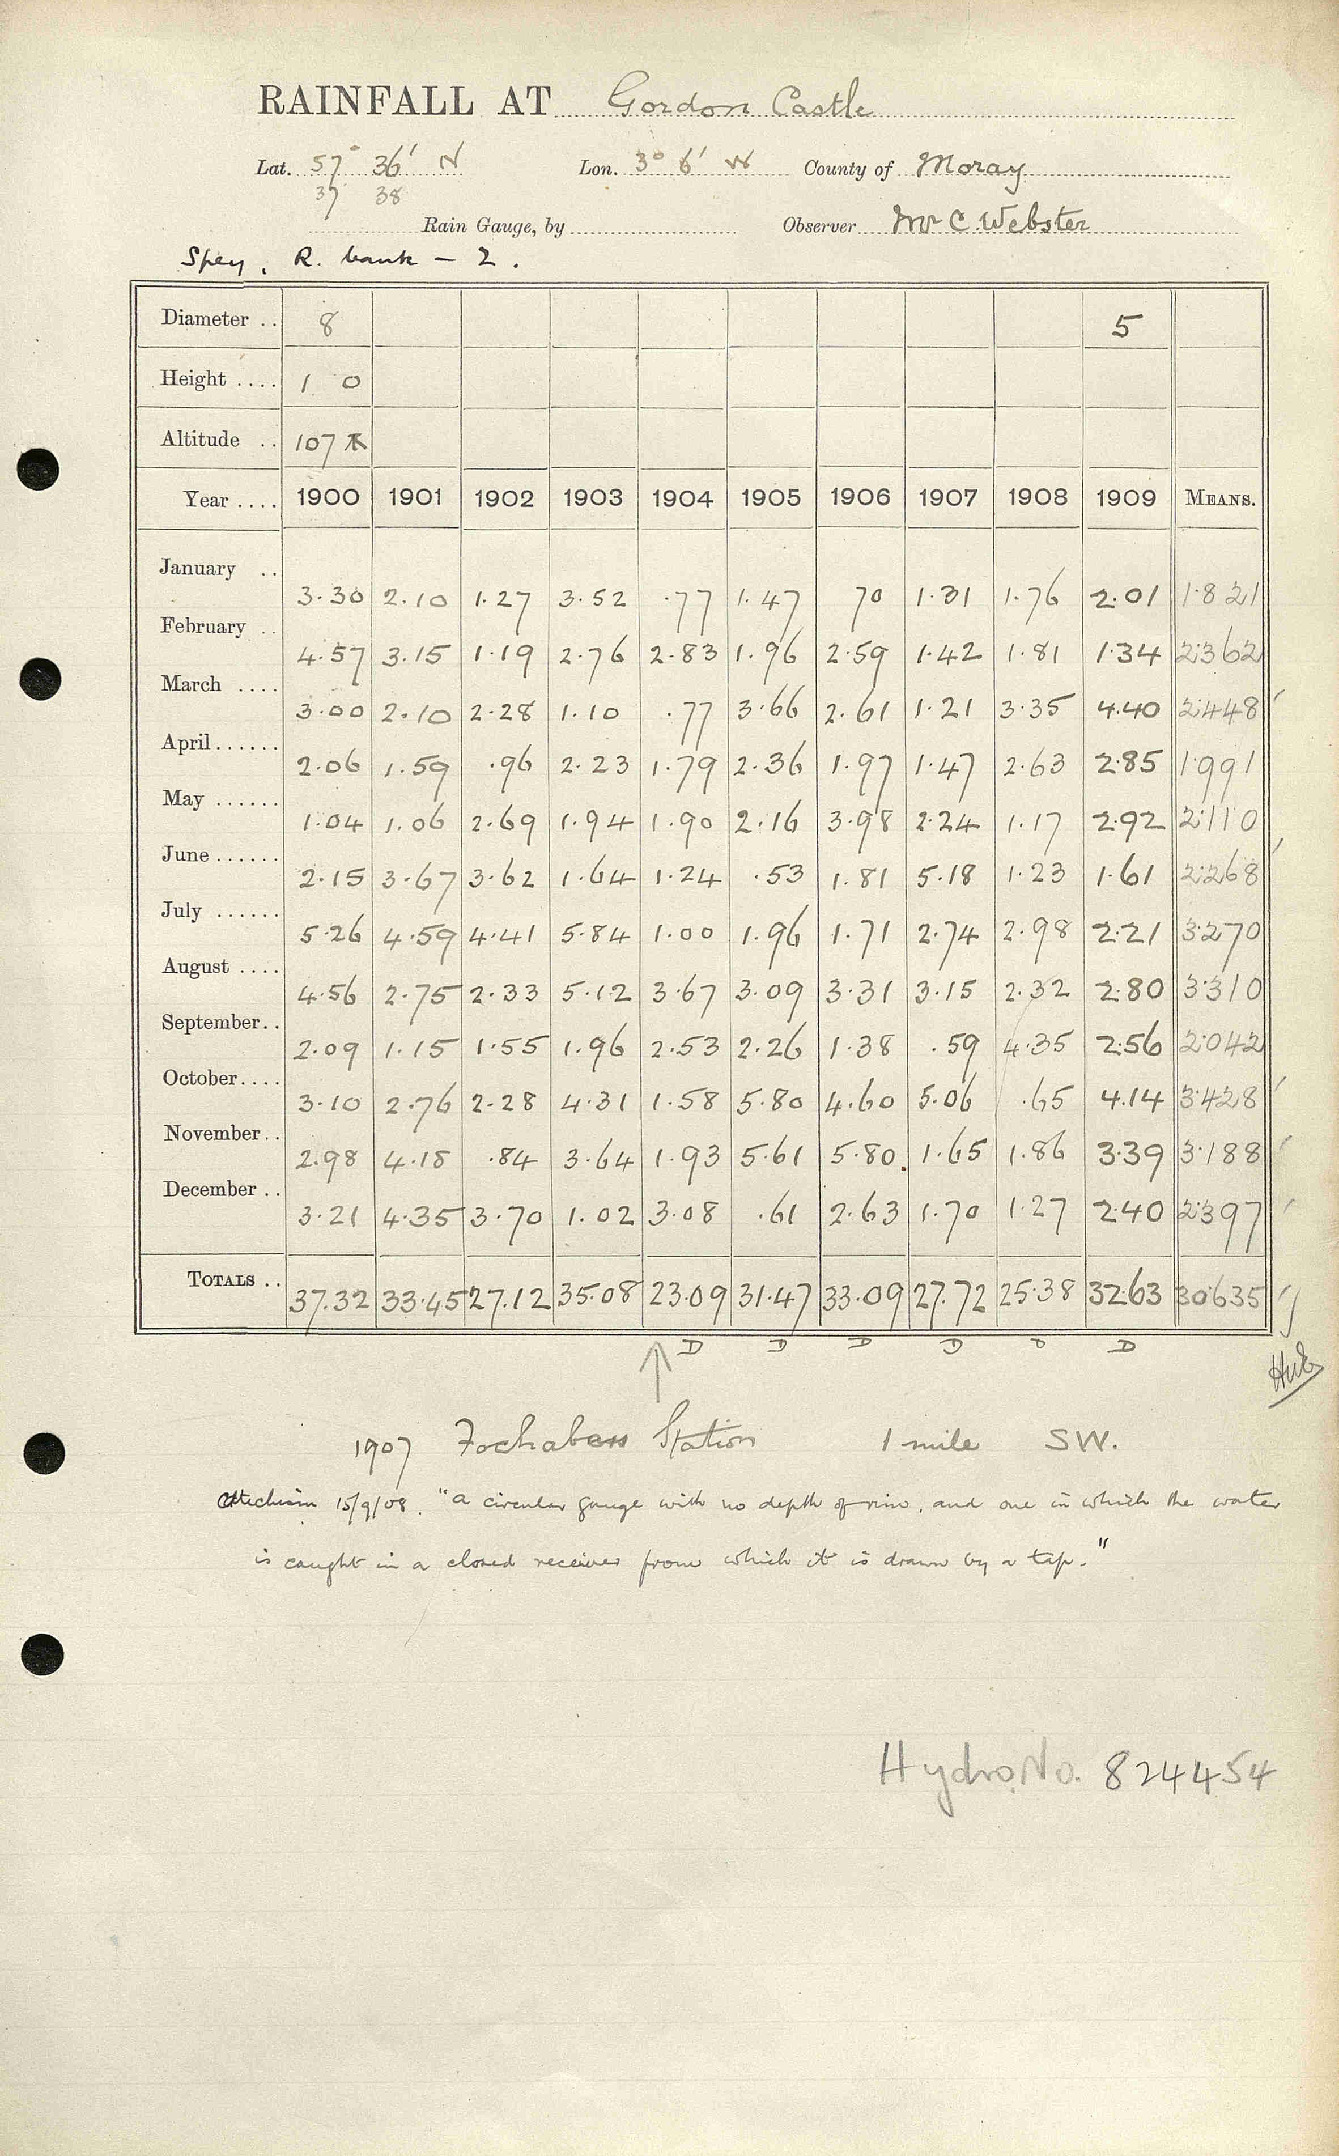 RAINFALL AT Gordon Castle
Lat. 57° 36' N Lon. 3° 6' W County of Moray
37 38
Rain Gauge, by Observer Mr C. Webster
Spey, R. bank - 2.
Diameter .. 8 5
Height .... 1 0
Altitude .. 107
Year .... 1900 1901 1902 1903 1904 1905 1906 1907 1908 1909 MEANS.
January .. 3.30 2.10 1.27 3.52 .77 1.47 70 1.31 1.76 2.01 1.821
February .. 4.57 3.15 1.19 2.76 2.83 1.96 2.59 1.42 1.81 1.34 2.362
March .... 3.00 2.10 2.28 1.10 .77 3.66 2.61 1.21 3.35 4.40 2.448
April...... 2.06 1.59 .96 2.23 1.79 2.36 1.97 1.47 2.63 2.85 1.991
May ...... 1.04 1.06 2.69 1.94 1.90 2.16 3.98 2.24 1.17 2.92 2.110
June...... 2.15 3.67 3.62 1.64 1.24 .53 1.81 5.18 1.23 1.61 2.268
July ...... 5.26 4.59 4.41 5.84 1.00 1.96 1.71 2.74 2.98 2.21 3.270
August .... 4.56 2.75 2.33 5.12 3.67 3.09 3.31 3.15 2.32 2.80 3.310
September.. 2.09 1.15 1.55 1.96 2.53 2.26 1.38 .59 4.35 2.56 2.042
October.... 3.10 2.76 2.28 4.31 1.58 5.80 4.60 5.06 .65 4.14 3.428
November.. 2.98 4.18 .84 3.64 1.93 5.61 5.80 1.65 1.86 3.39 3.188
December .. 3.21 4.35 3.70 1.02 3.08 .61 2.63 1.70 1.27 2.40 2.397
TOTALS .. 37.32 33.45 27.12 35.08 23.09 31.47 33.09 27.72 25.38 32.63 30.635
D D D D D D
1907 Fochabers Station 1 mile SW.
15/9/08. "a circular gauge with no depth of rim, and one in which the water
is caught in a closed receiver from which it is drawn by a tap."
Hydro. No. 824454